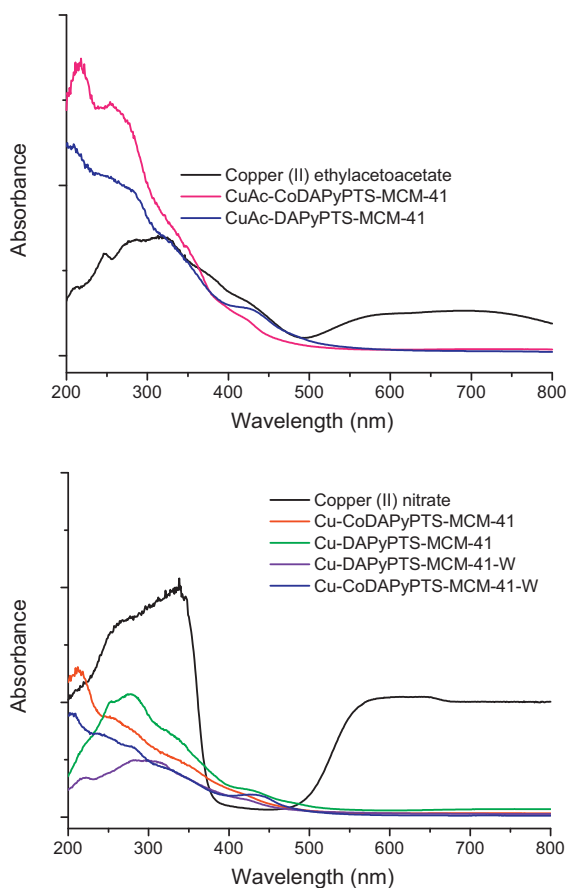 Absorbance
Copper (II) ethylacetoacetate
CuAc-CoDAPyPTS-MCM-41
CuAc-DAPyPTS-MCM-41
200 300 400 500 600 700 800
Wavelength (nm)
Absorbance
Copper (II) nitrate
Cu-CoDAPyPTS-MCM-41
Cu-DAPyPTS-MCM-41
Cu-DAPyPTS-MCM-41-W
Cu-CoDAPyPTS-MCM-41-W
200 300 400 500 600 700 800
Wavelength (nm)